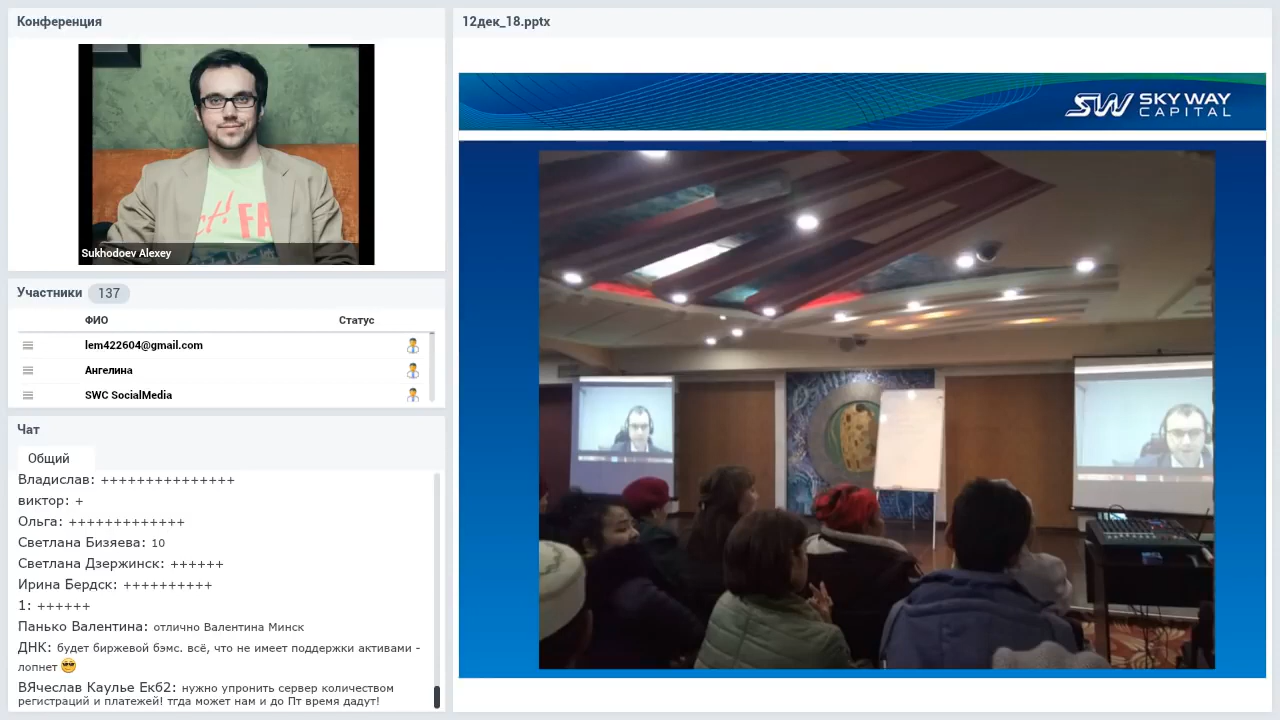 Конференция
Sukhodoev Alexey
Участники 137
ФИО Статус
lem422604@gmail.com
Ангелина
SWC SocialMedia
Чат
Общий
Владислав: +++++++++++++++
виктор: +
Ольга: +++++++++++++
Светлана Бизяева: 10
Светлана Дзержинск: ++++++
Ирина Бердск: ++++++++++
1: ++++++
Панько Валентина: отлично Валентина Минск
ДНК: будет биржевой бэмс. всё, что не имеет поддержки активами -
лопнет
ВЯчеслав Каулье Екб2: нужно упронить сервер количеством
регистраций и платежей! тгда может нам и до Пт время дадут!
12дек_18.pptx
SW SKY WAY
CAPITAL